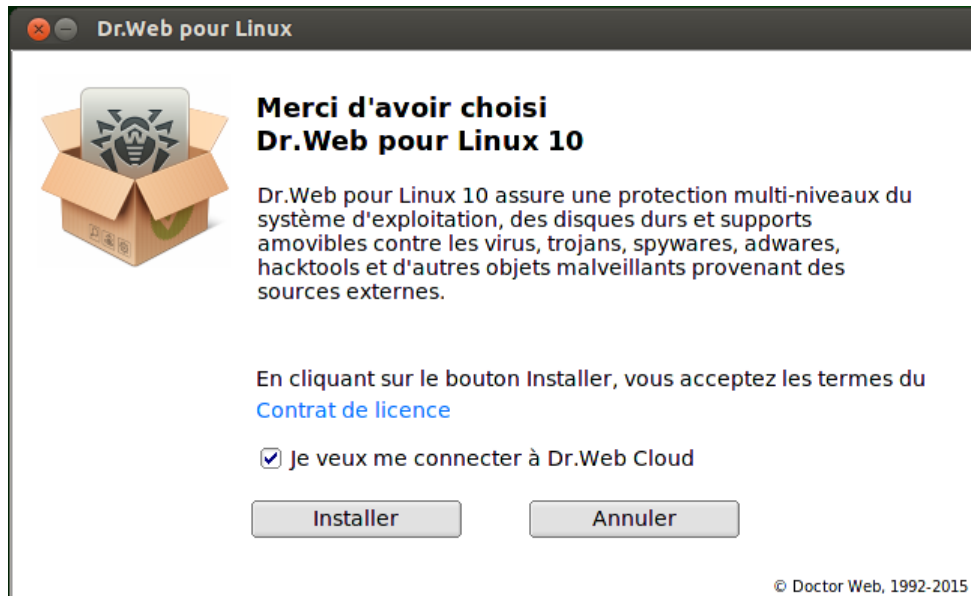 Dr.Web pour Linux
Merci d'avoir choisi
Dr.Web pour Linux 10
Dr.Web pour Linux 10 assure une protection multi-niveaux du
système d'exploitation, des disques durs et supports
amovibles contre les virus, trojans, spywares, adwares,
hacktools et d'autres objets malveillants provenant des
sources externes.
En cliquant sur le bouton Installer, vous acceptez les termes du
Contrat de licence
Je veux me connecter à Dr.Web Cloud
Installer
Annuler
© Doctor Web, 1992-2015